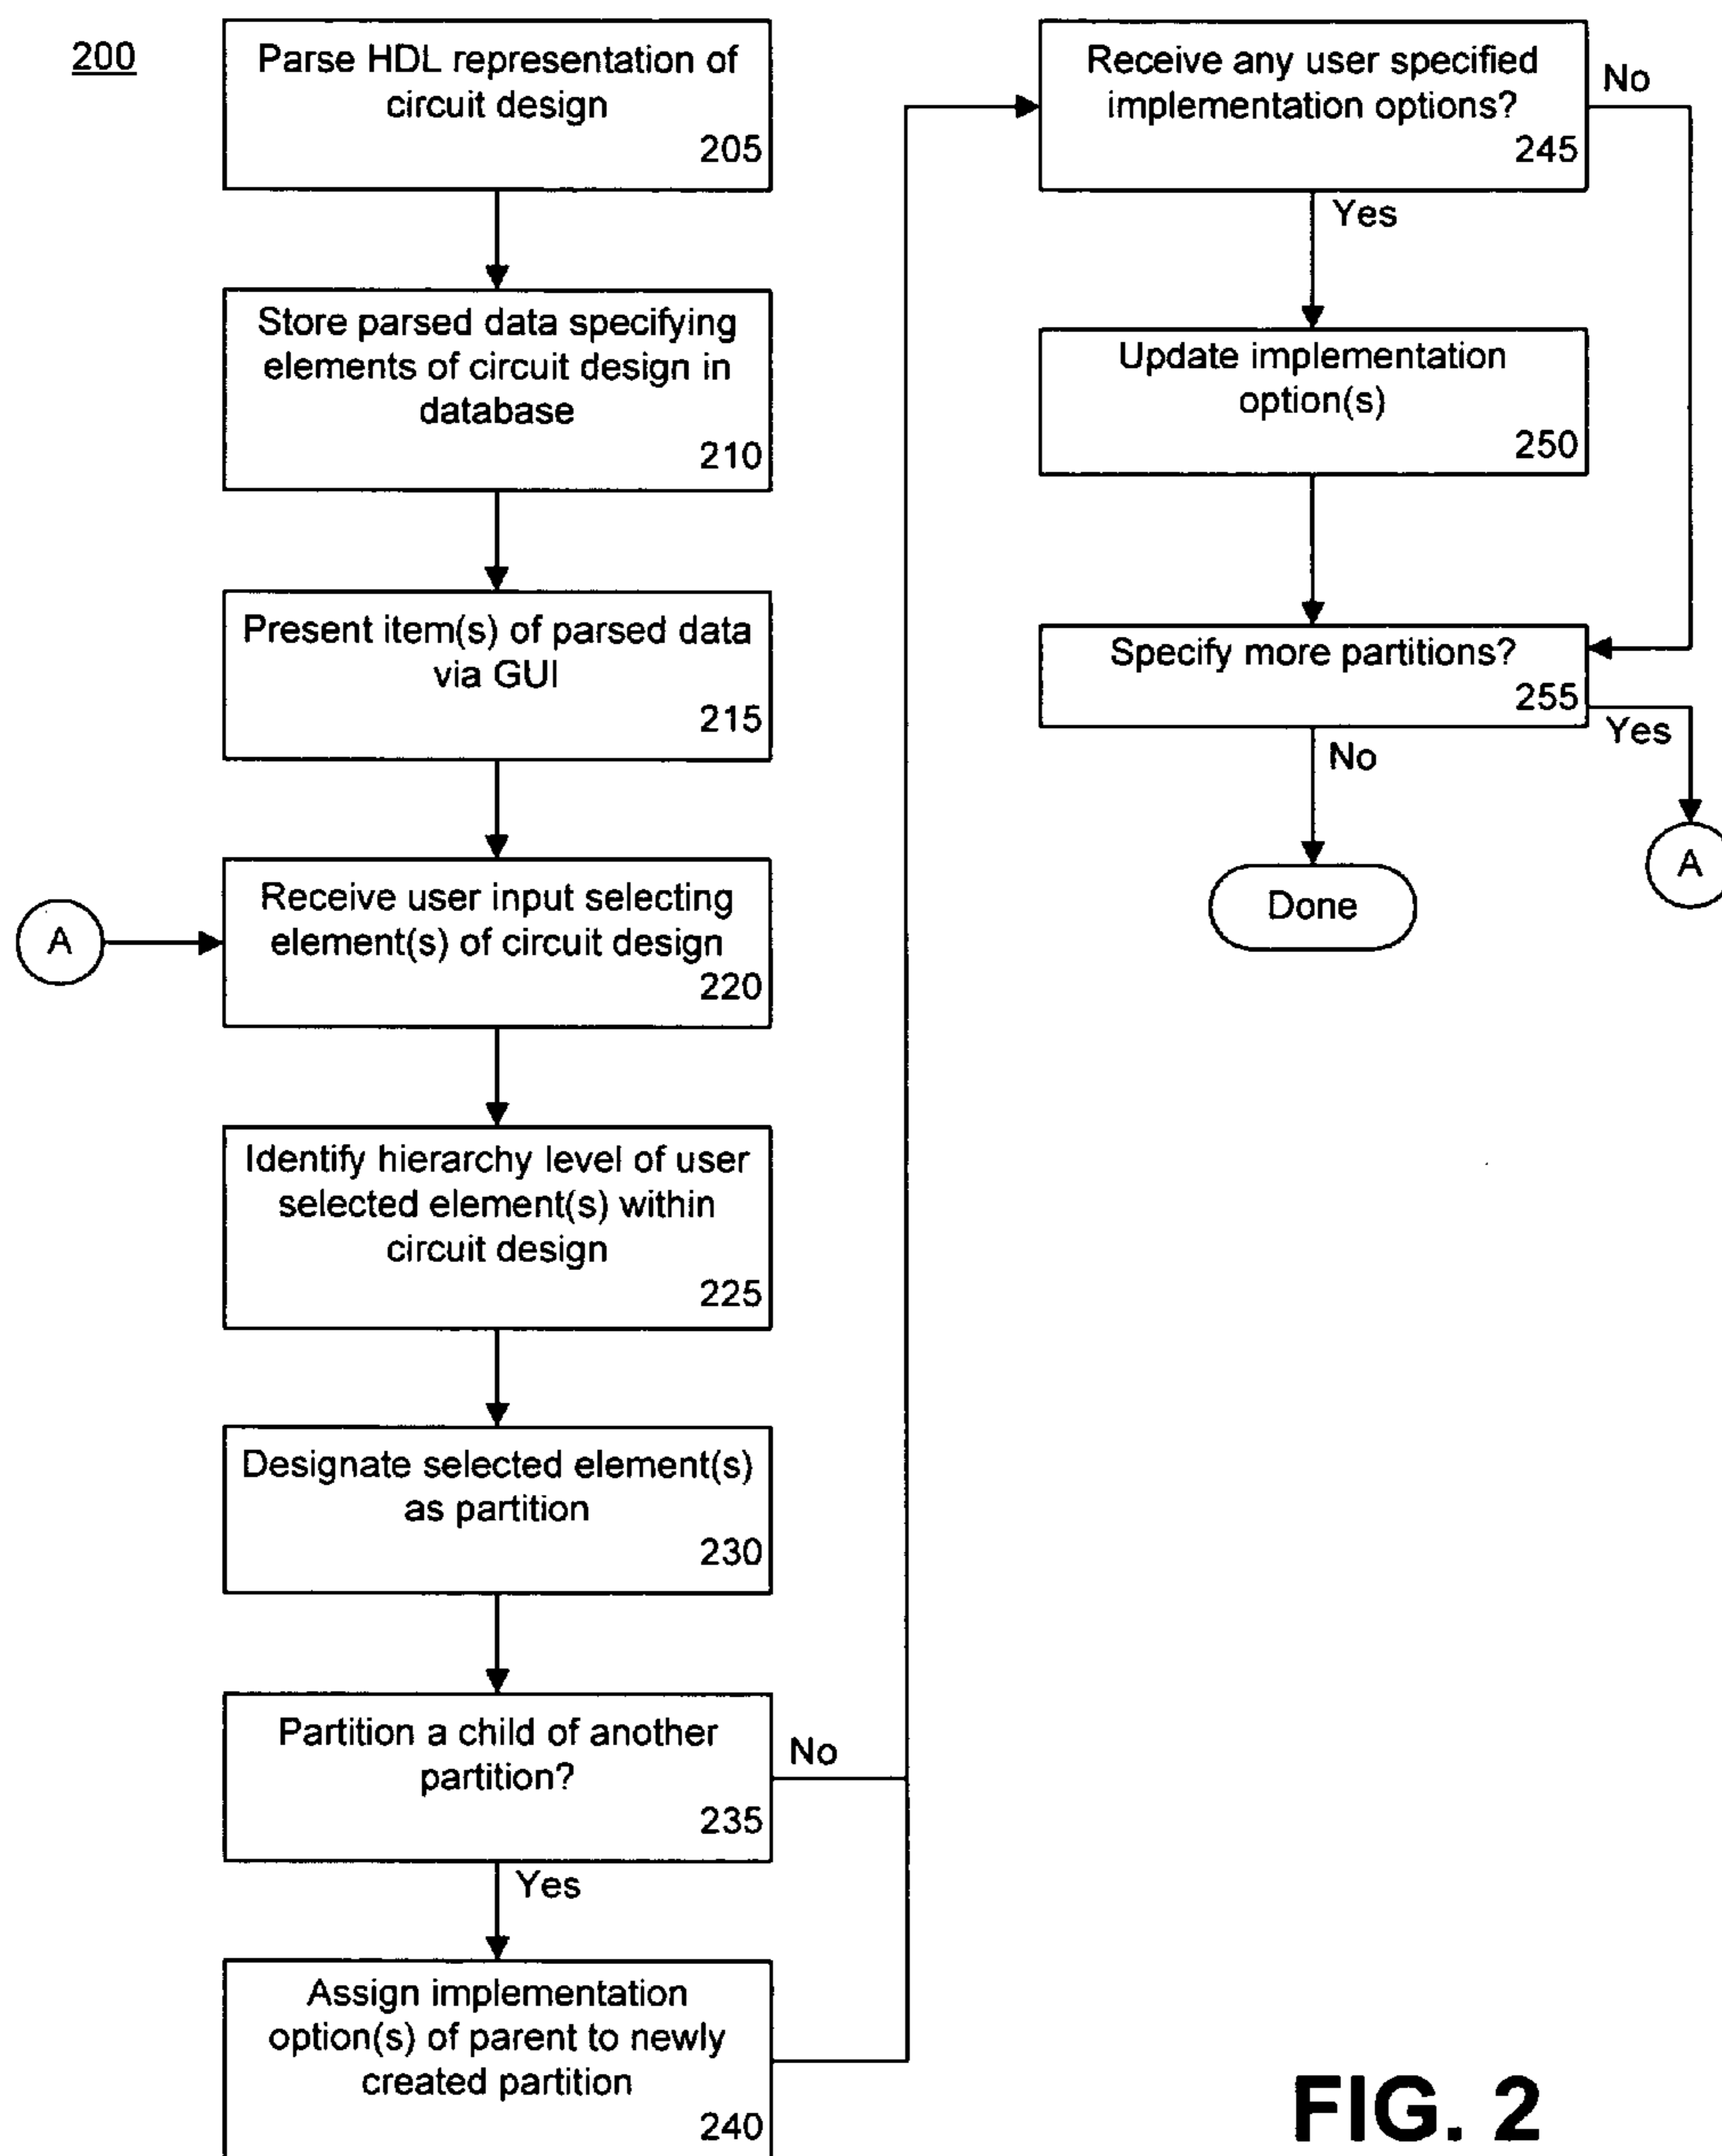 200
Parse HDL representation of
circuit design
205
Store parsed data specifying
elements of circuit design in
database
210
Present item(s) of parsed data
via GUI
215
A
Receive user input selecting
element(s) of circuit design
220
Identify hierarchy level of user
selected element(s) within
circuit design
225
Designate selected element(s)
as partition
230
Partition a child of another
partition?
235
No
Yes
Assign implementation
option(s) of parent to newly
created partition
240
Receive any user specified
implementation options?
245
No
Yes
Update implementation
option(s)
250
Specify more partitions?
255
Yes
No
A
Done
FIG. 2